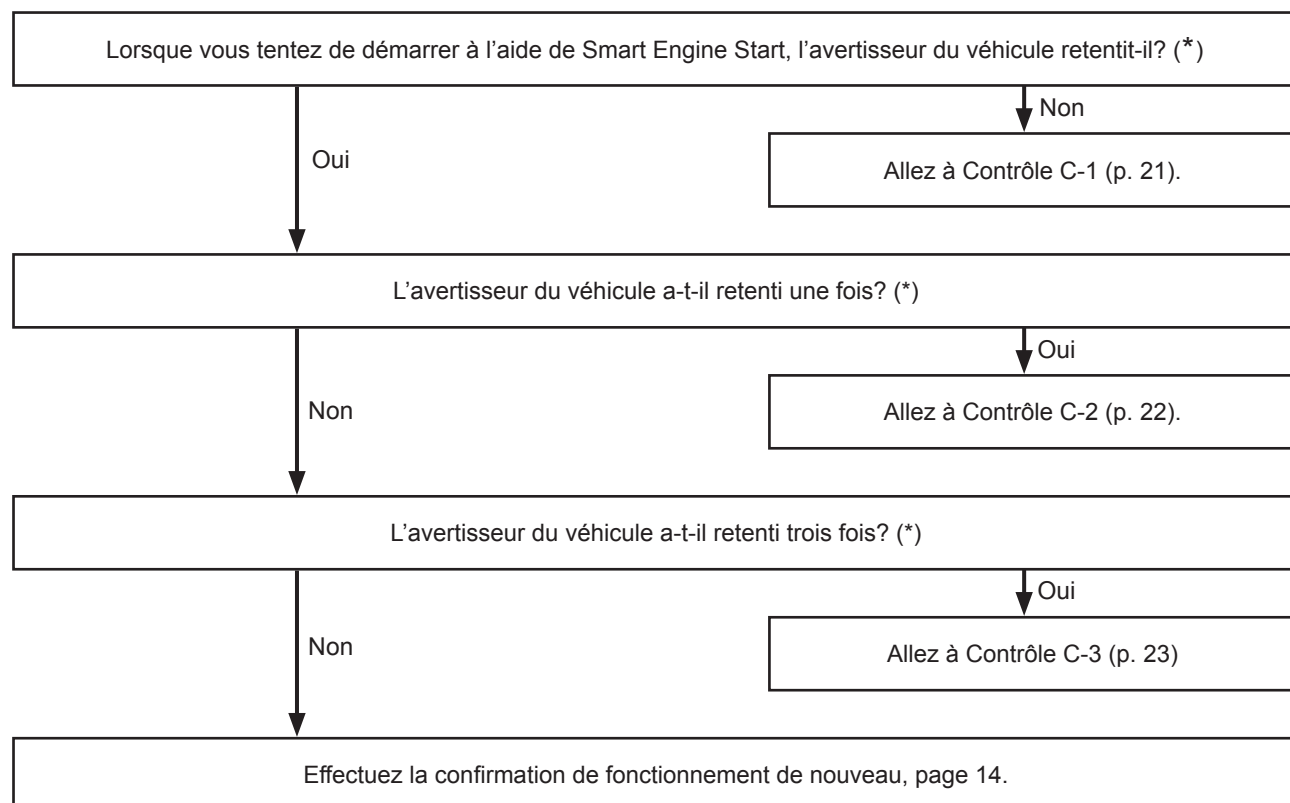 Lorsque vous tentez de démarrer à l’aide de Smart Engine Start, l’avertisseur du véhicule retentit-il? (*)
Non
Oui
Allez à Contrôle C-1 (p. 21).
L’avertisseur du véhicule a-t-il retenti une fois? (*)
Oui
Non
Allez à Contrôle C-2 (p. 22).
L’avertisseur du véhicule a-t-il retenti trois fois? (*)
Oui
Non
Allez à Contrôle C-3 (p. 23)
Effectuez la confirmation de fonctionnement de nouveau, page 14.